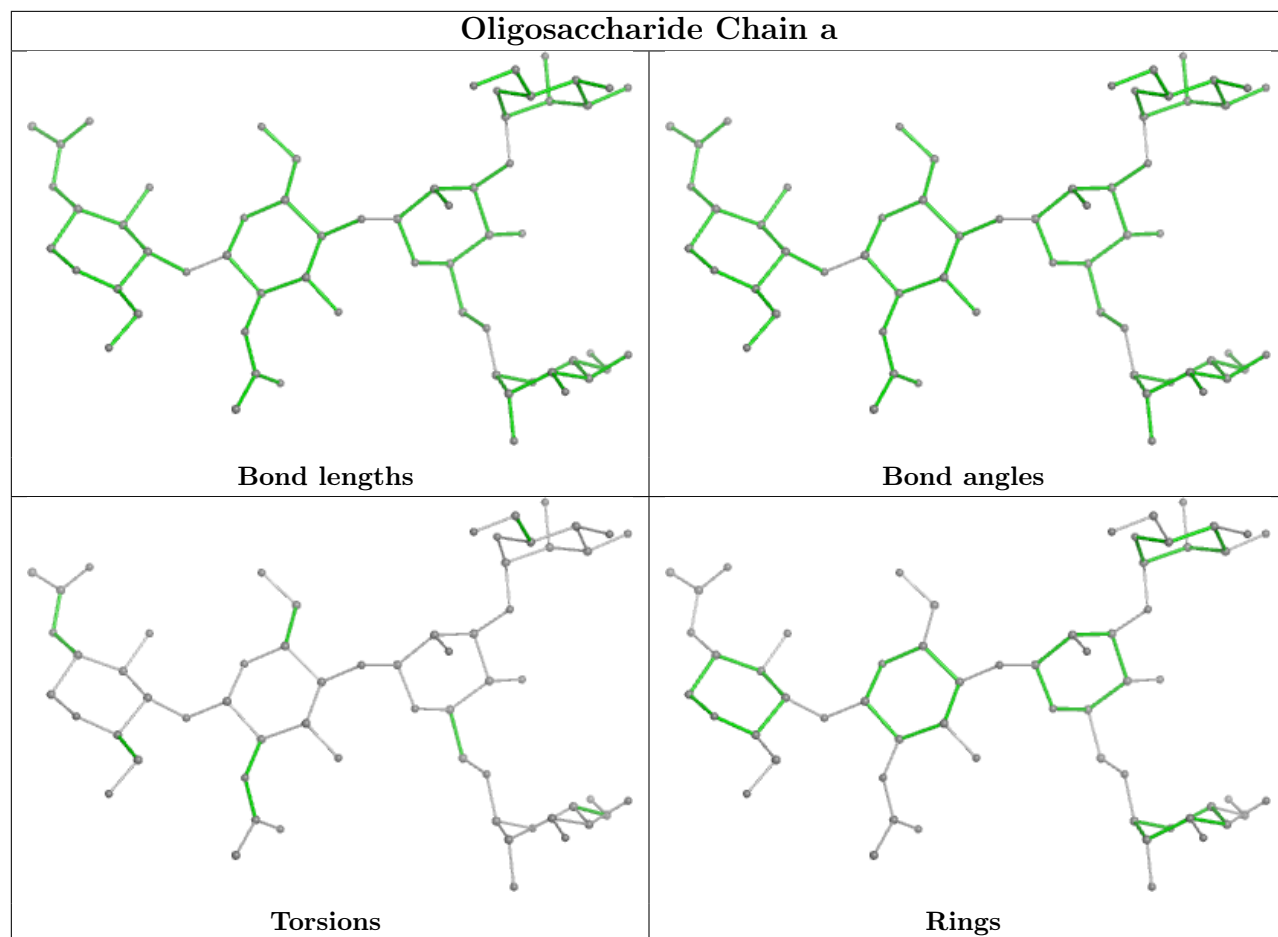 Oligosaccharide Chain a
Bond lengths
Bond angles
Torsions
Rings